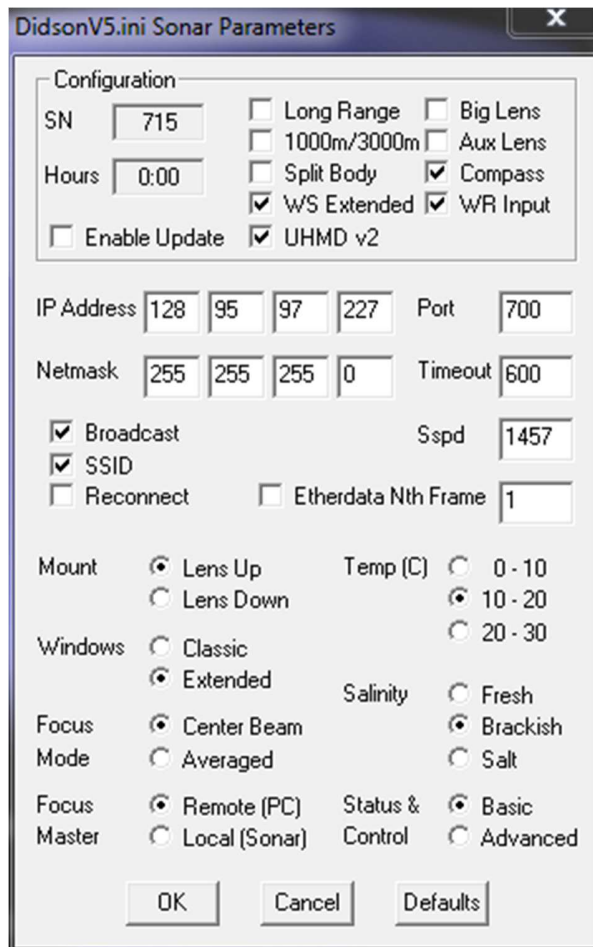 DidsonV5.ini Sonar Parameters
x
Configuration
SN 715 Long Range Big Lens
1000m/3000m Aux Lens
Hours 0:00 Split Body Compass
WS Extended WR Input
Enable Update UHMD v2
IP Address 128 95 97 227 Port 700
Netmask 255 255 255 0 Timeout 600
Broadcast Sspd 1457
SSID
Reconnect Etherdata Nth Frame 1
Mount Lens Up Temp (C) 0 - 10
Lens Down 10 - 20
20 - 30
Windows Classic
Extended Salinity Fresh
Focus Center Beam Brackish
Mode Averaged Salt
Focus Remote (PC) Status & Basic
Master Local (Sonar) Control Advanced
OK Cancel Defaults